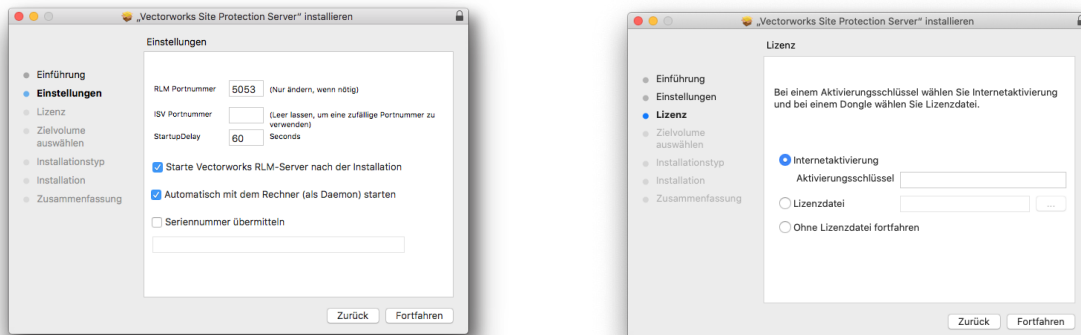 „Vectorworks Site Protection Server“ installieren
Einstellungen
Einführung
Einstellungen
Lizenz
Zielvolume
auswählen
Installationstyp
Installation
Zusammenfassung
RLM Portnummer 5053 (Nur ändern, wenn nötig)
ISV Portnummer (Leer lassen, um eine zufällige Portnummer zu
verwenden)
StartupDelay 60 Seconds
Starte Vectorworks RLM-Server nach der Installation
Automatisch mit dem Rechner (als Daemon) starten
Seriennummer übermitteln
Zurück Fortfahren
„Vectorworks Site Protection Server“ installieren
Lizenz
Einführung
Einstellungen
Lizenz
Zielvolume
auswählen
Installationstyp
Installation
Zusammenfassung
Bei einem Aktivierungsschlüssel wählen Sie Internetaktivierung
und bei einem Dongle wählen Sie Lizenzdatei.
Internetaktivierung
Aktivierungsschlüssel
Lizenzdatei ...
Ohne Lizenzdatei fortfahren
Zurück Fortfahren